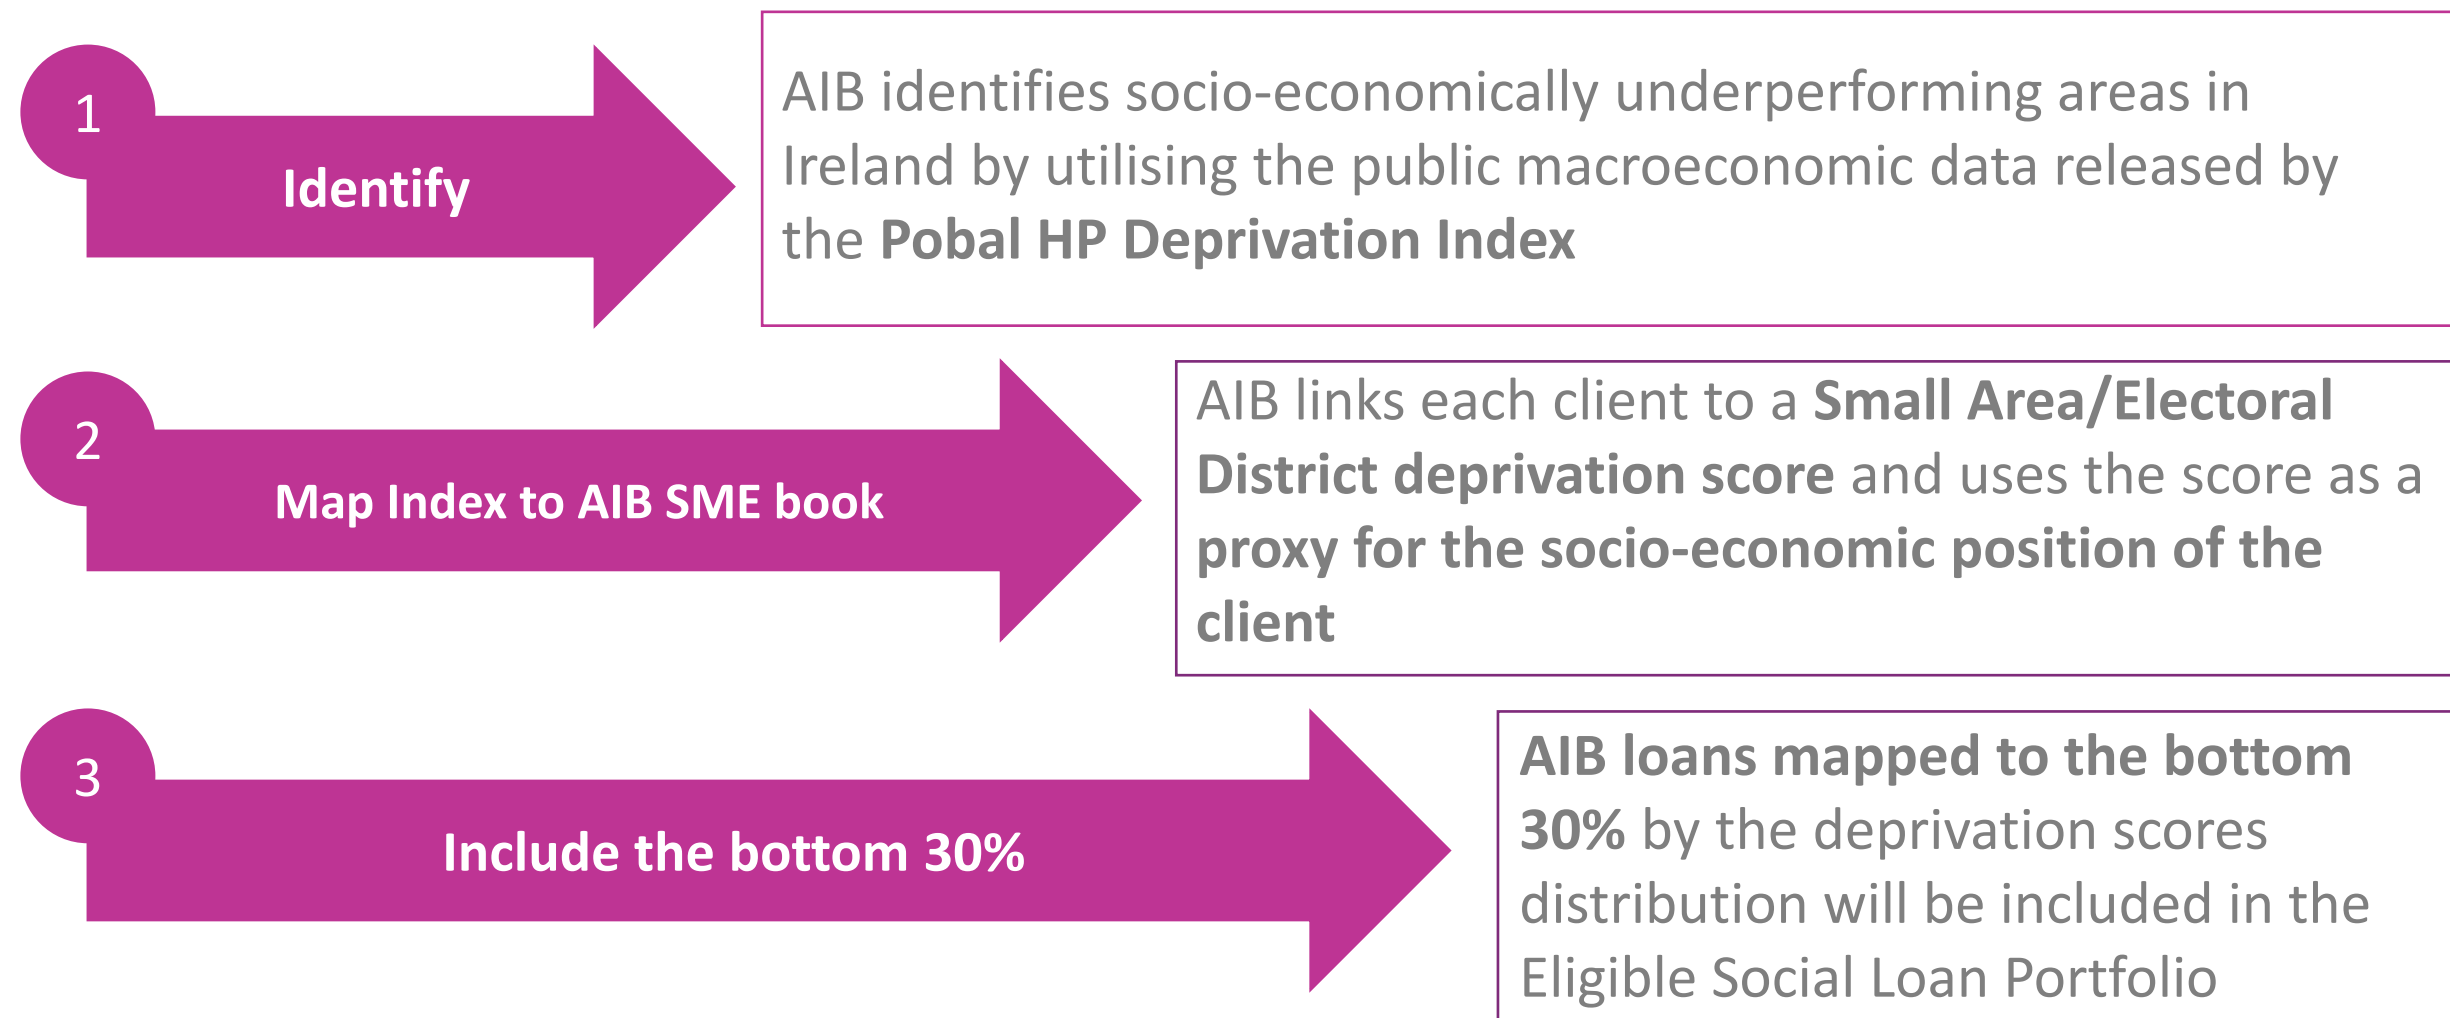 1
Identify
AIB identifies socio-economically underperforming areas in
Ireland by utilising the public macroeconomic data released by
the Pobal HP Deprivation Index
2
Map Index to AIB SME book
AIB links each client to a Small Area/Electoral
District deprivation score and uses the score as a
proxy for the socio-economic position of the
client
3
Include the bottom 30%
AIB loans mapped to the bottom
30% by the deprivation scores
distribution will be included in the
Eligible Social Loan Portfolio